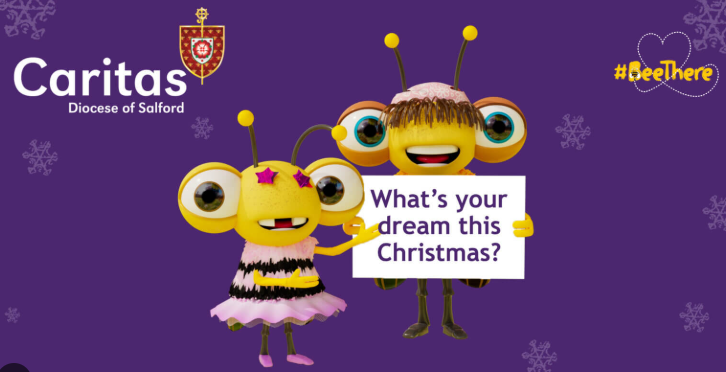 Caritas
Diocese of Salford
#BeeThere
What's your
dream this
Christmas?